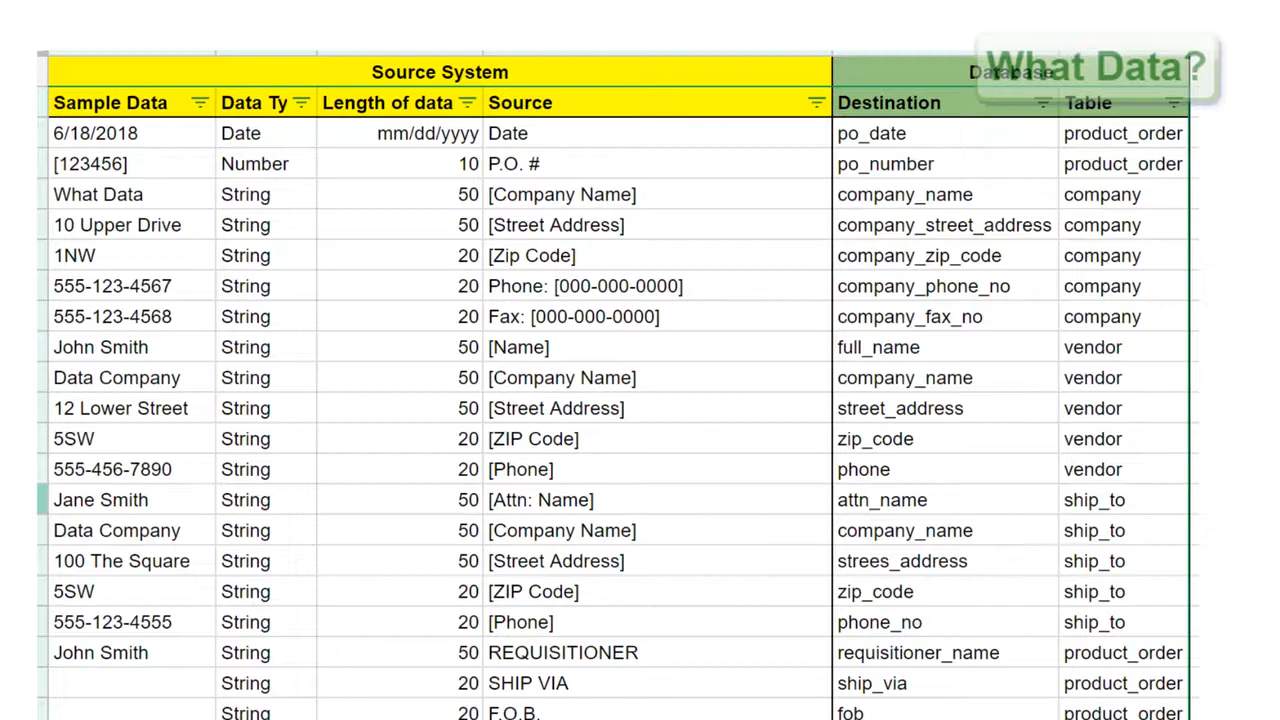 What Data?
Source System Database
Sample Data Data Ty Length of data Source Destination Table
6/18/2018 Date mm/dd/yyyy Date po_date product_order
[123456] Number 10 P.O. # po_number product_order
What Data String 50 [Company Name] company_name company
10 Upper Drive String 50 [Street Address] company_street_address company
1NW String 20 [Zip Code] company_zip_code company
555-123-4567 String 20 Phone: [000-000-0000] company_phone_no company
555-123-4568 String 20 Fax: [000-000-0000] company_fax_no company
John Smith String 50 [Name] full_name vendor
Data Company String 50 [Company Name] company_name vendor
12 Lower Street String 50 [Street Address] street_address vendor
5SW String 20 [ZIP Code] zip_code vendor
555-456-7890 String 20 [Phone] phone vendor
Jane Smith String 50 [Attn: Name] attn_name ship_to
Data Company String 50 [Company Name] company_name ship_to
100 The Square String 50 [Street Address] strees_address ship_to
5SW String 20 [ZIP Code] zip_code ship_to
555-123-4555 String 20 [Phone] phone_no ship_to
John Smith String 50 REQUISITIONER requisitioner_name product_order
String 20 SHIP VIA ship_via product_order
String 20 F.O.B. fob product_order